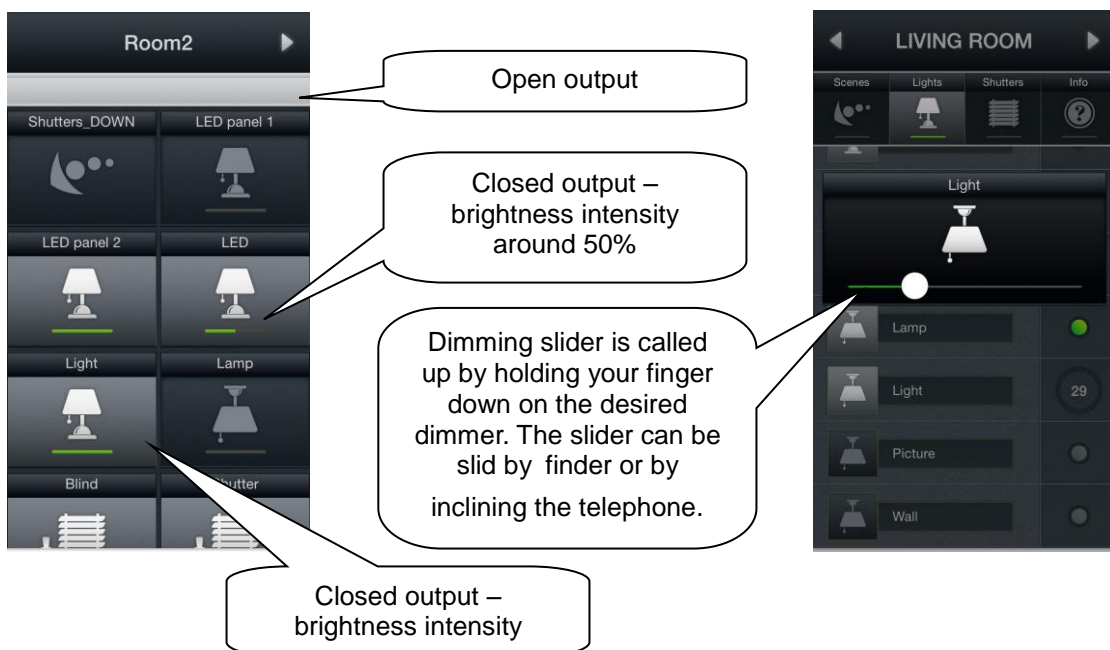 Room2
Open output
Shutters_DOWN LED panel 1
LED panel 2 LED
Light Lamp
Blind Shutter
Closed output –
brightness intensity
around 50%
Dimming slider is called
up by holding your finger
down on the desired
dimmer. The slider can be
slid by finder or by
inclining the telephone.
Closed output –
brightness intensity
LIVING ROOM
Scenes Lights Shutters Info
Light
Lamp
Light 29
Picture
Wall